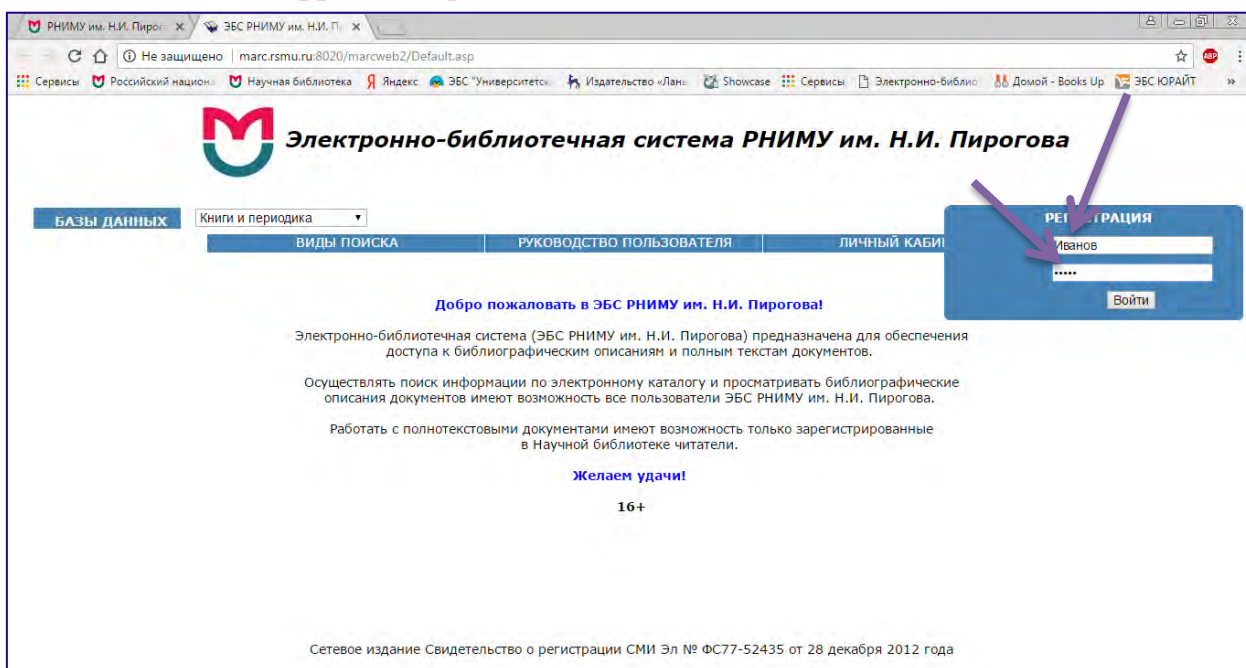 РНИМУ им. Н.И. Пирог
ЭБС РНИМУ им. Н.И. П
Не защищено | marc.rsmu.ru:8020/marcweb2/Default.asp
ABP
Сервисы Российский национ Научная библиотека Яндекс ЭБС "Университетск Издательство «Лань Showcase Сервисы Электронно-библио Домой - Books Up ЭБС ЮРАЙТ »
Электронно-библиотечная система РНИМУ им. Н.И. Пирогова
БАЗЫ ДАННЫХ
Книги и периодика
ВИДЫ ПОИСКА РУКОВОДСТВО ПОЛЬЗОВАТЕЛЯ ЛИЧНЫЙ КАБИ
РЕГИСТРАЦИЯ
Иванов
•••••
Войти
Добро пожаловать в ЭБС РНИМУ им. Н.И. Пирогова!
Электронно-библиотечная система (ЭБС РНИМУ им. Н.И. Пирогова) предназначена для обеспечения
доступа к библиографическим описаниям и полным текстам документов.
Осуществлять поиск информации по электронному каталогу и просматривать библиографические
описания документов имеют возможность все пользователи ЭБС РНИМУ им. Н.И. Пирогова.
Работать с полнотекстовыми документами имеют возможность только зарегистрированные
в Научной библиотеке читатели.
Желаем удачи!
16+
Сетевое издание Свидетельство о регистрации СМИ Эл № ФС77-52435 от 28 декабря 2012 года